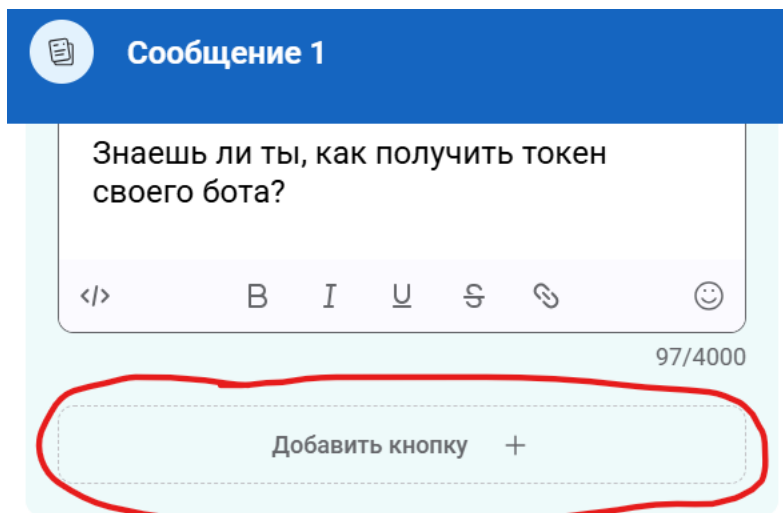 Сообщение 1
Знаешь ли ты, как получить токен
своего бота?
</> B I U S
97/4000
Добавить кнопку +